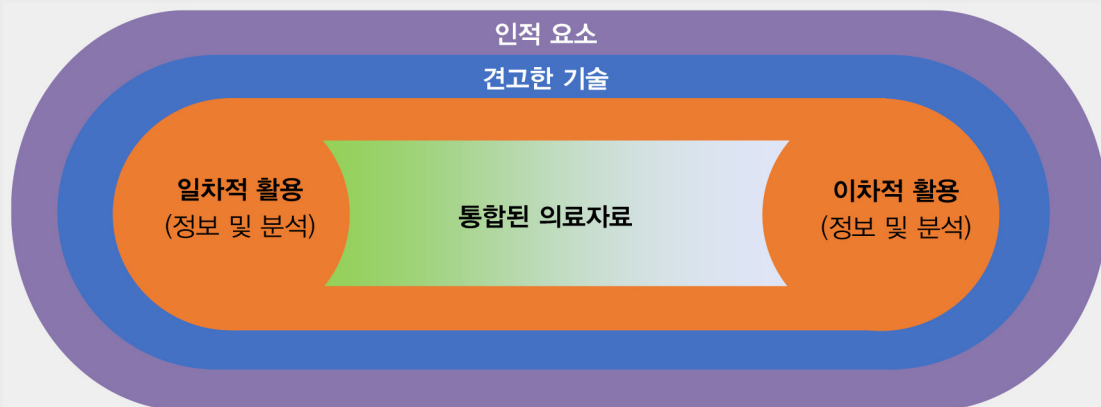 인적 요소
견고한 기술
일차적 활용
(정보 및 분석)
통합된 의료자료
이차적 활용
(정보 및 분석)